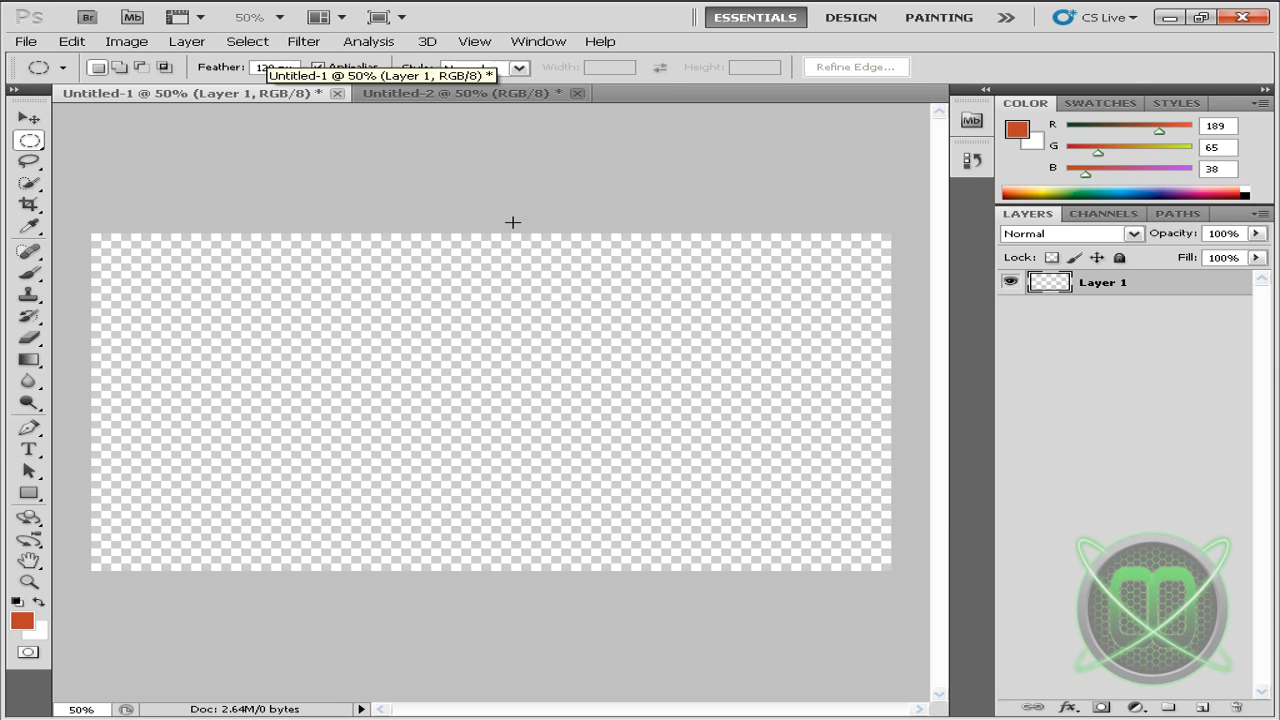 Ps Br Mb 50% ESSENTIALS DESIGN PAINTING CS Live
File Edit Image Layer Select Filter Analysis 3D View Window Help
Feather: Width: Height: Refine Edge...
Untitled-1 @ 50% (Layer 1, RGB/8) *
Untitled-1 @ 50% (Layer 1, RGB/8) * Untitled-2 @ 50% (RGB/8) *
Mb
COLOR SWATCHES STYLES
R 189
G 65
B 38
LAYERS CHANNELS PATHS
Normal Opacity: 100%
Lock: Fill: 100%
Layer 1
T
fx
50% Doc: 2.64M/0 bytes